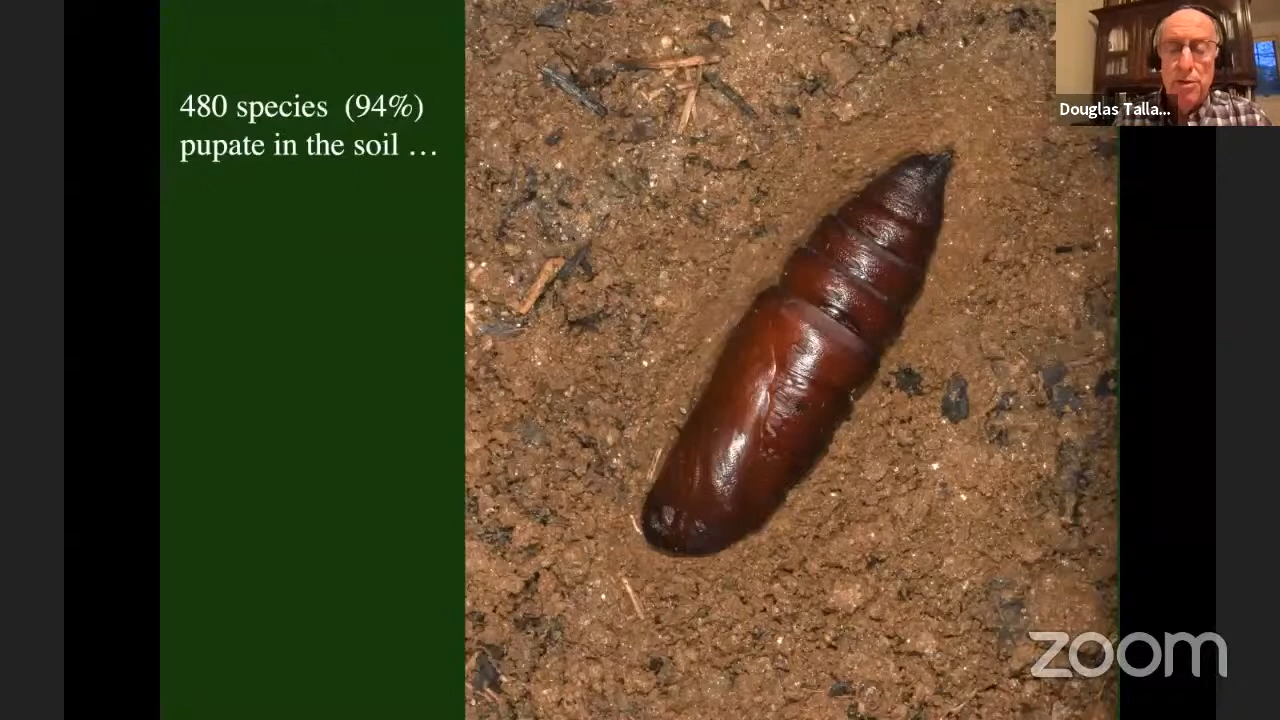 480 species (94%)
pupate in the soil …
Douglas Talla...
zoom